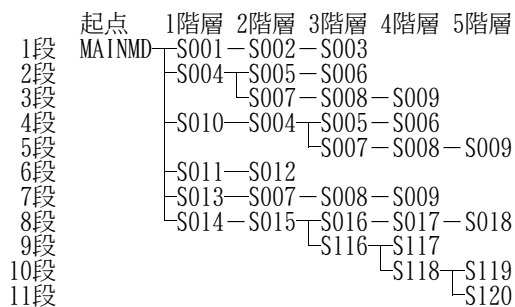 起点 1階層 2階層 3階層 4階層 5階層
1段 MAINMD S001 S002 S003
2段 S004 S005 S006
3段 S007 S008 S009
4段 S010 S004 S005 S006
5段 S007 S008 S009
6段 S011 S012
7段 S013 S007 S008 S009
8段 S014 S015 S016 S017 S018
9段 S116 S117
10段 S118 S119
11段 S120